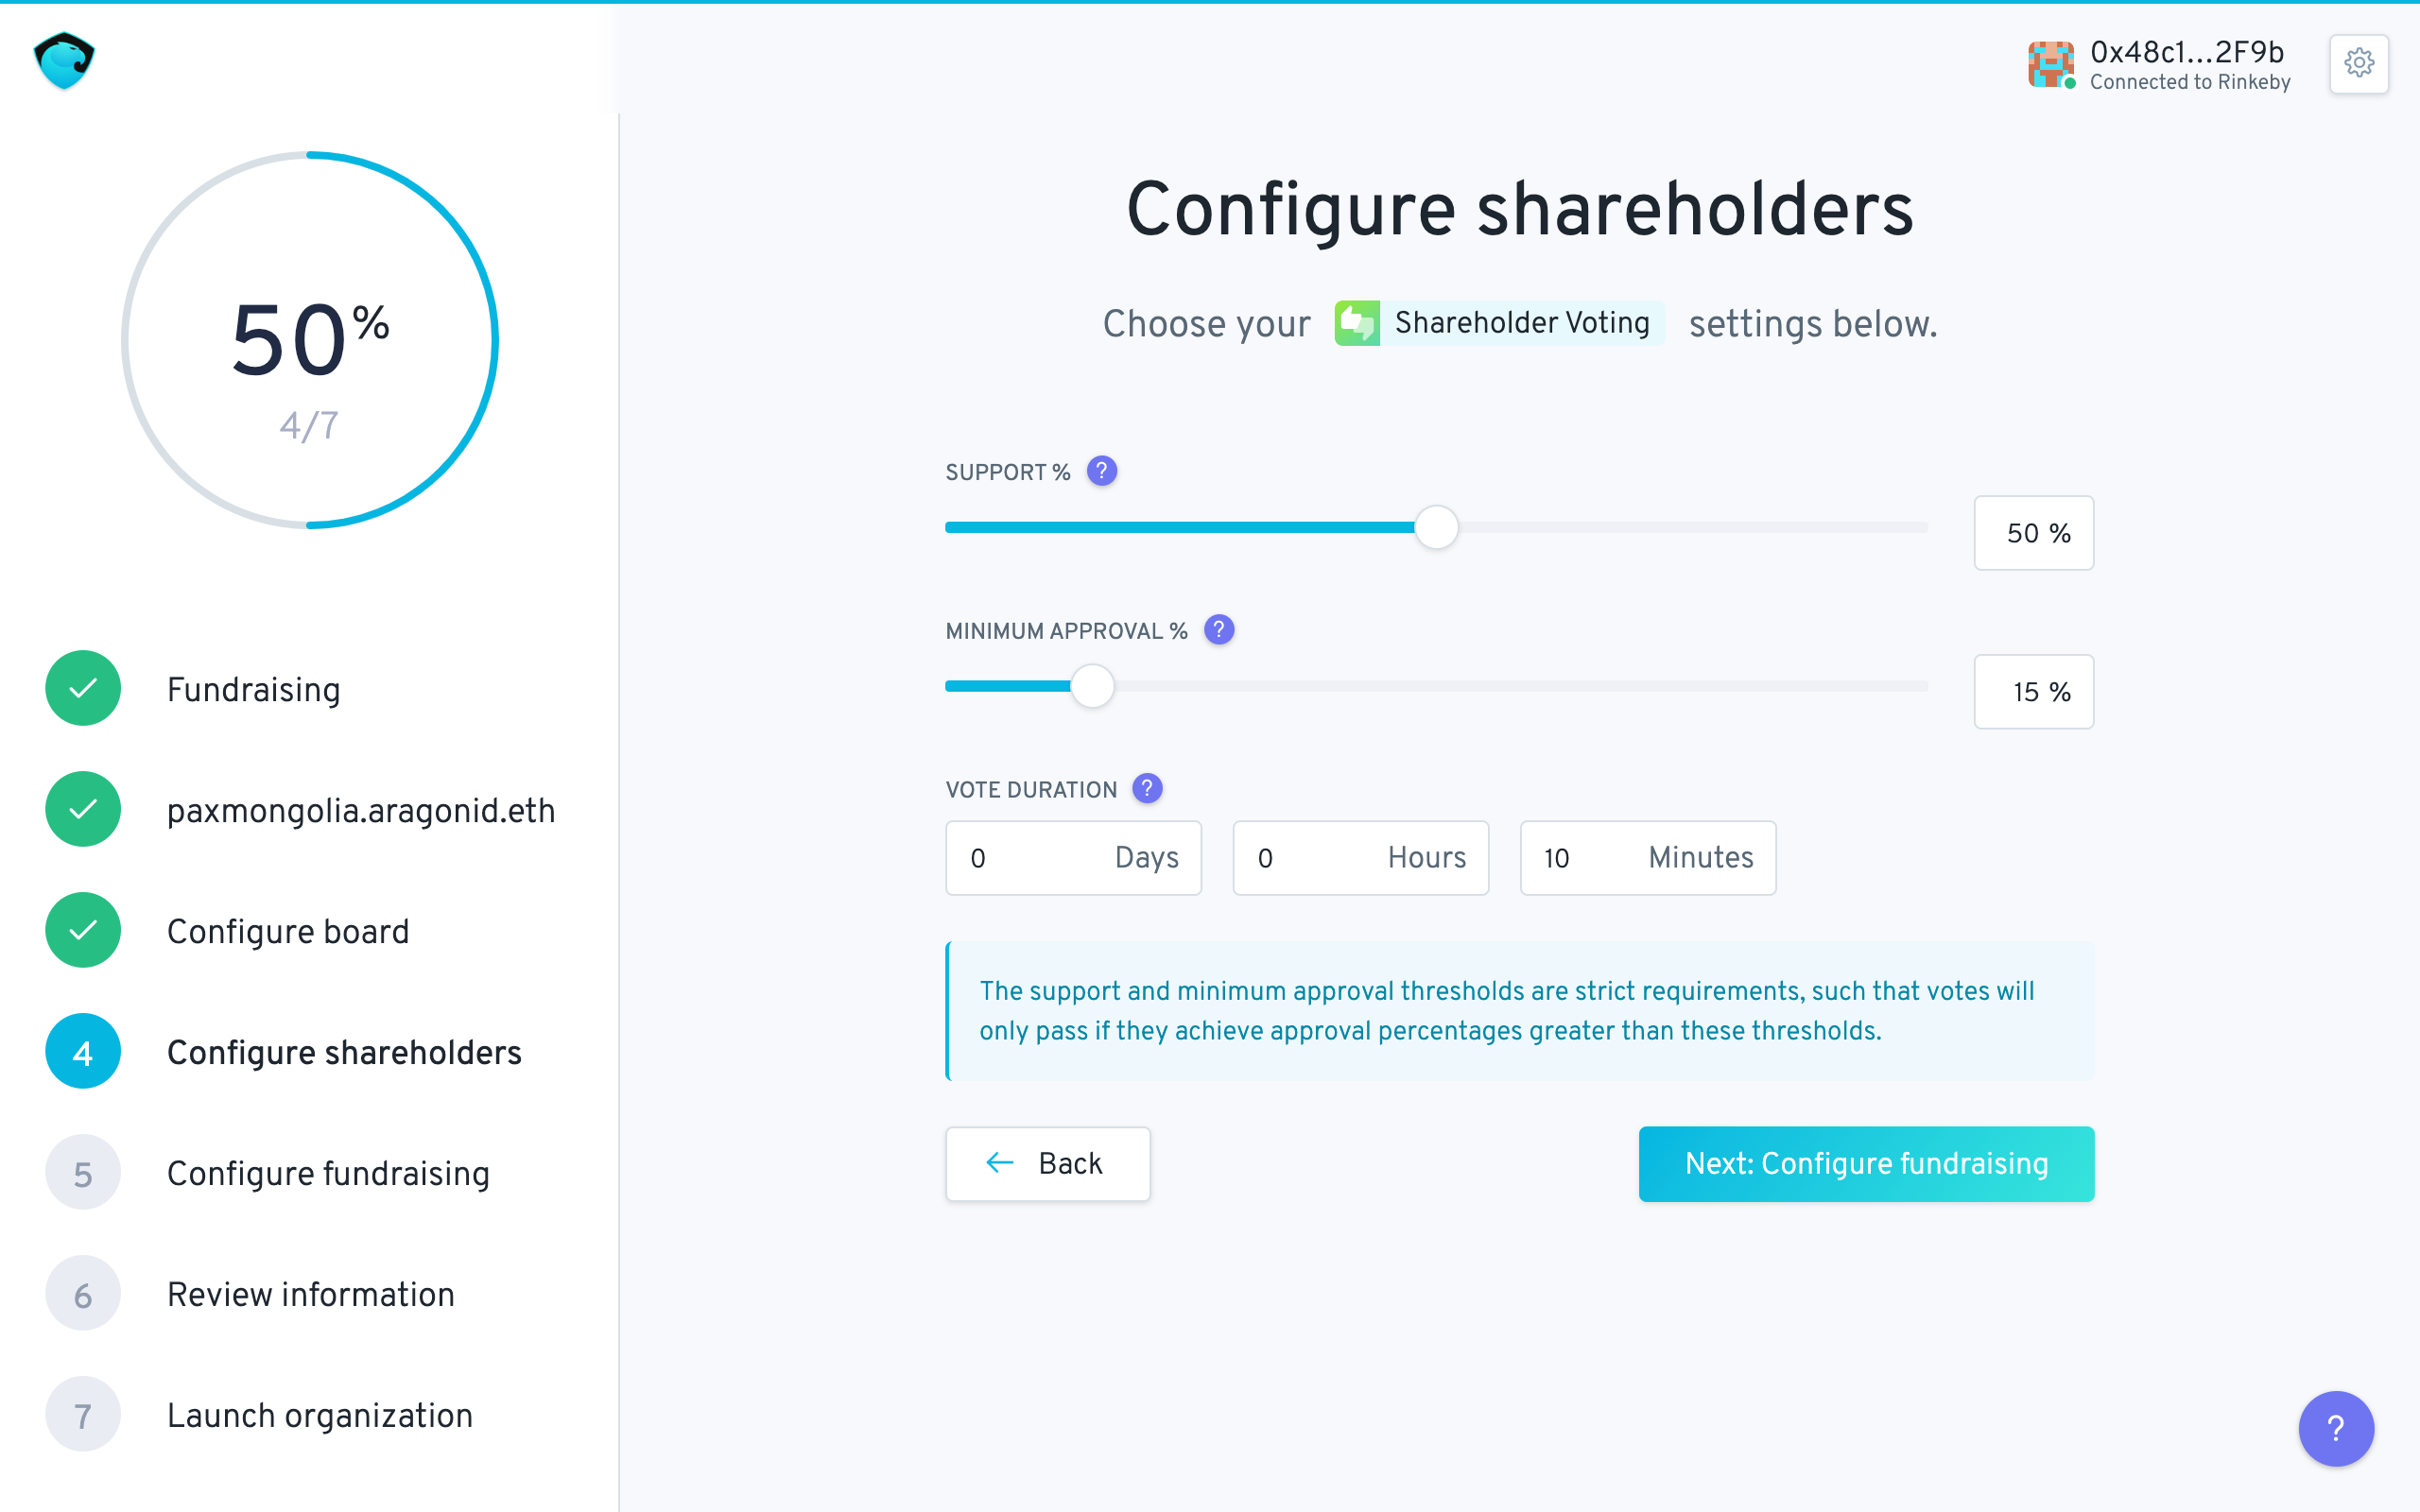 0x48c1...2F9b
Connected to Rinkeby
50%
4/7
Fundraising
paxmongolia.aragonid.eth
Configure board
4 Configure shareholders
5 Configure fundraising
6 Review information
7 Launch organization
Configure shareholders
Choose your Shareholder Voting settings below.
SUPPORT % ?
50 %
MINIMUM APPROVAL % ?
15 %
VOTE DURATION ?
0 Days 0 Hours 10 Minutes
The support and minimum approval thresholds are strict requirements, such that votes will
only pass if they achieve approval percentages greater than these thresholds.
Back Next: Configure fundraising
?